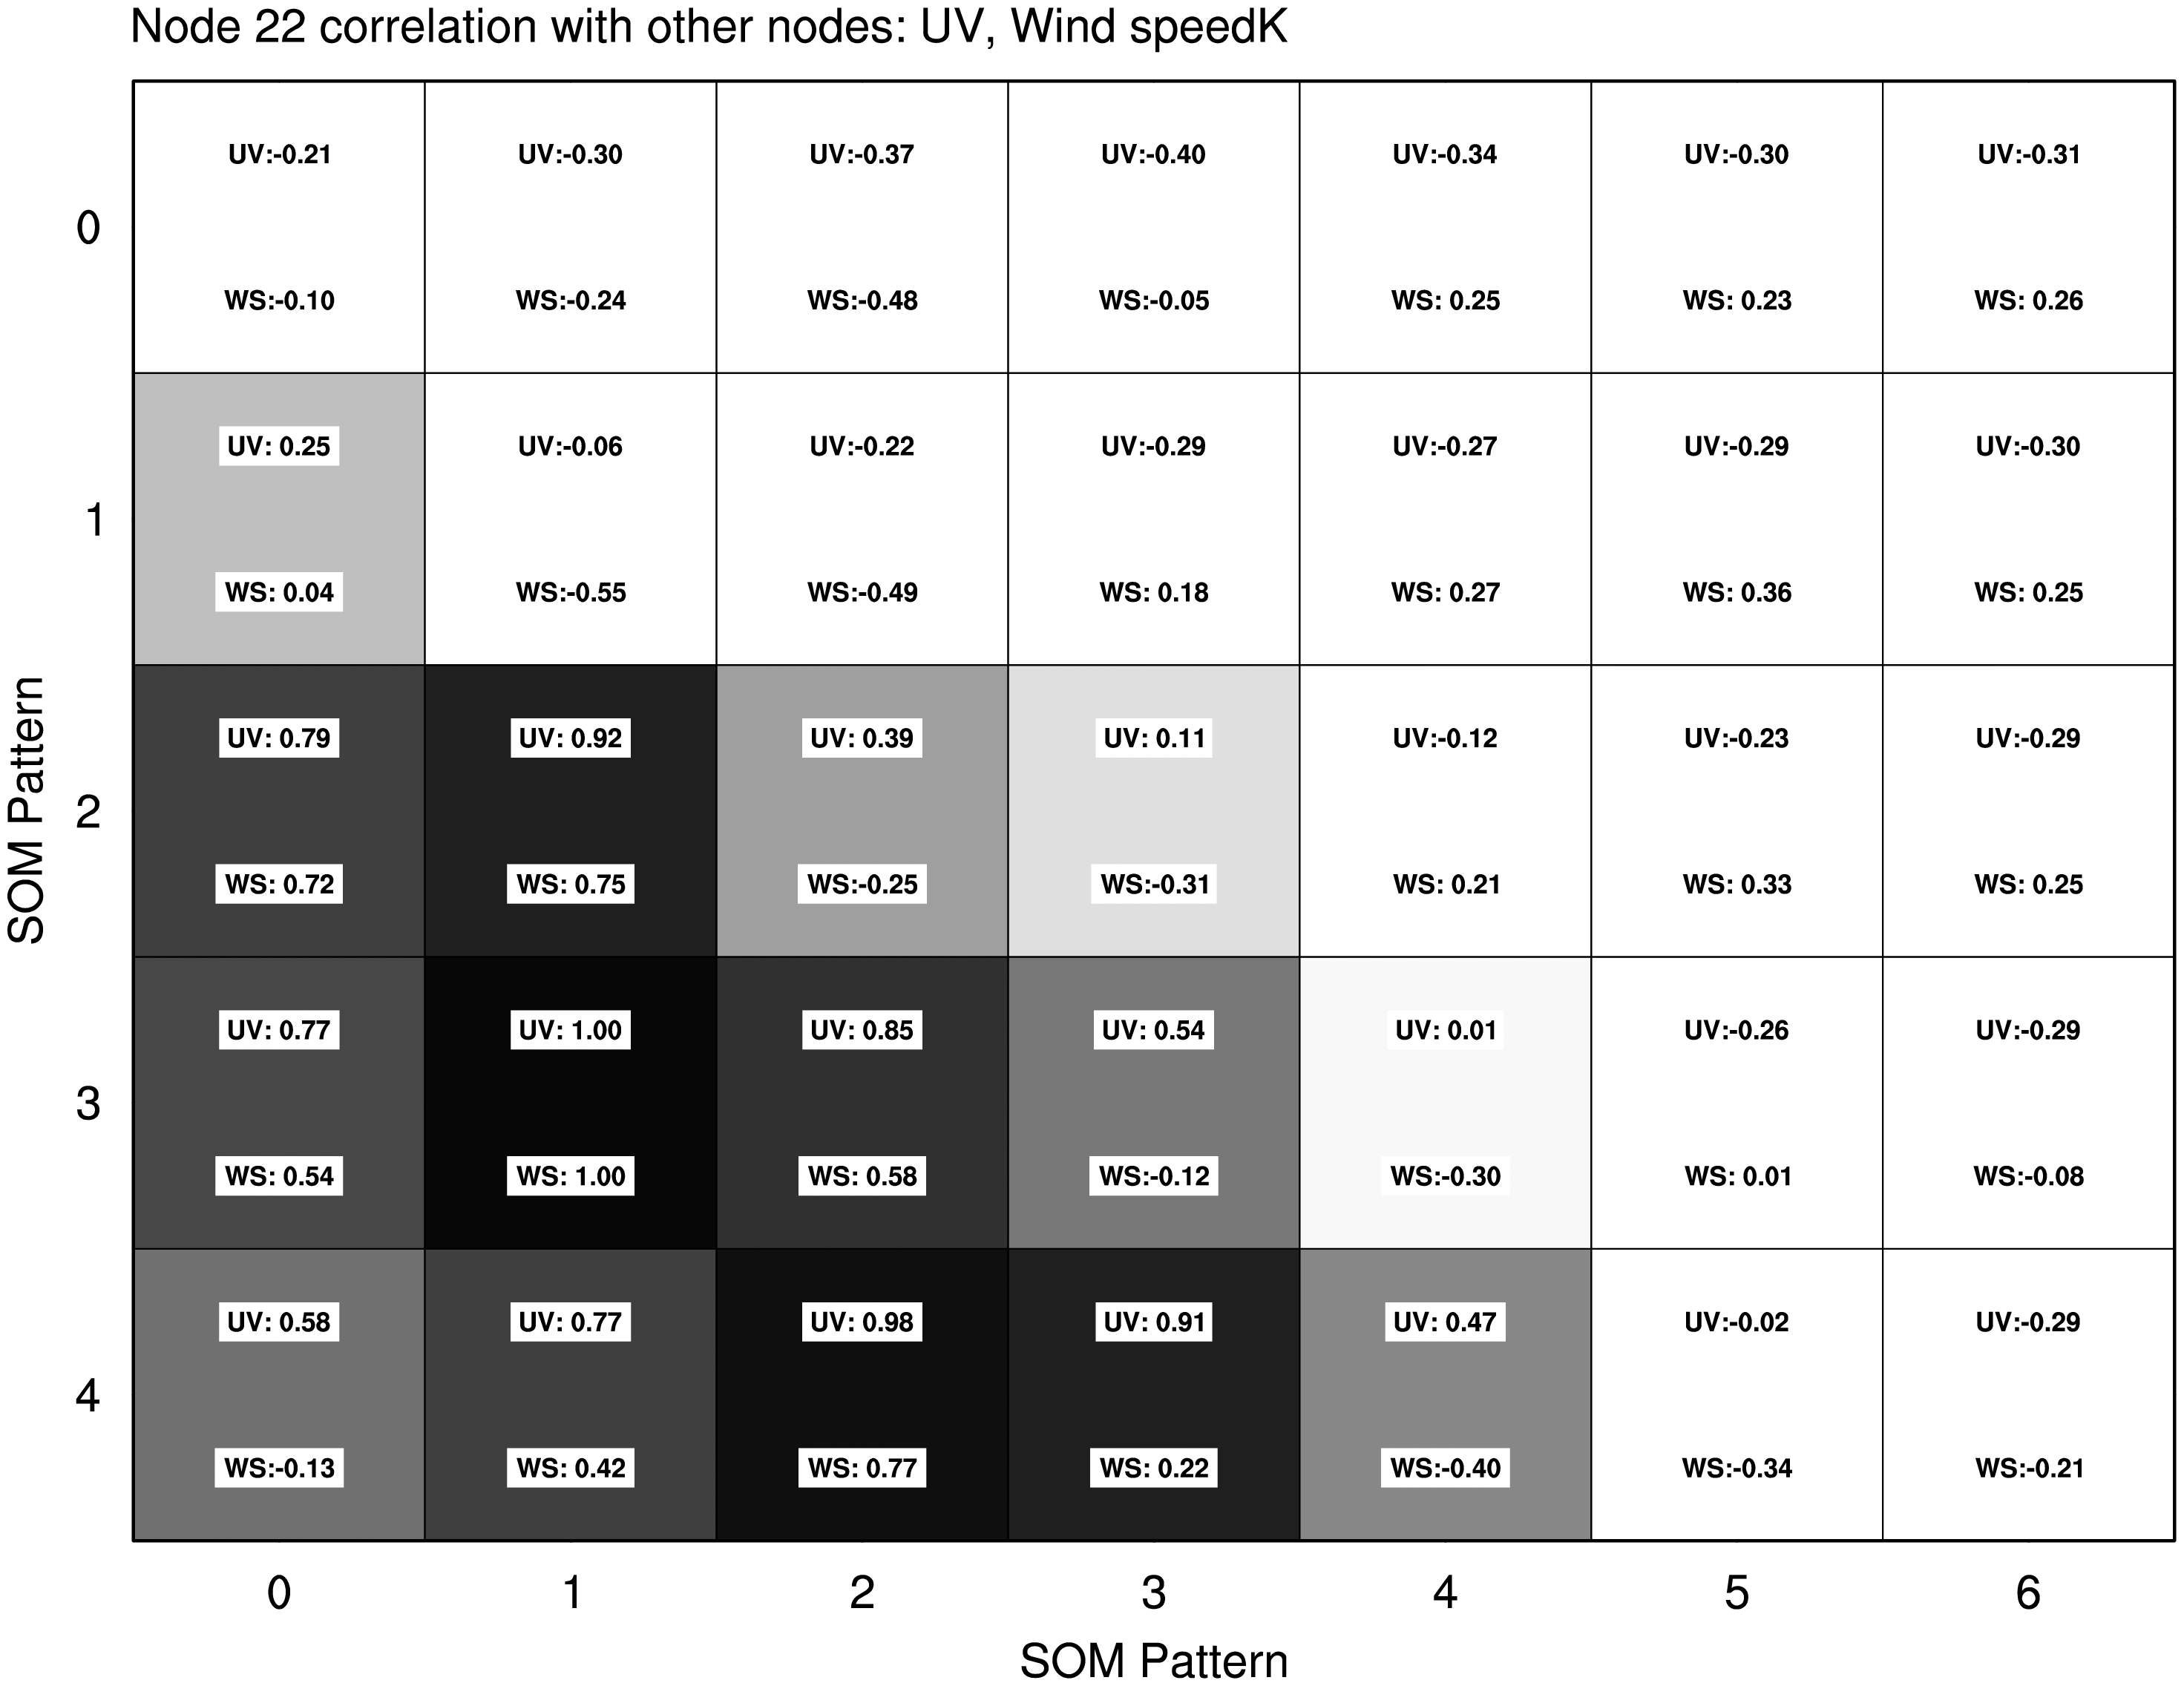 Node 22 correlation with other nodes: UV, Wind speedK
UV:-0.21 UV:-0.30 UV:-0.37 UV:-0.40 UV:-0.34 UV:-0.30 UV:-0.31
0
WS:-0.10 WS:-0.24 WS:-0.48 WS:-0.05 WS: 0.25 WS: 0.23 WS: 0.26
UV: 0.25 UV:-0.06 UV:-0.22 UV:-0.29 UV:-0.27 UV:-0.29 UV:-0.30
1
WS: 0.04 WS:-0.55 WS:-0.49 WS: 0.18 WS: 0.27 WS: 0.36 WS: 0.25
SOM Pattern
UV: 0.79 UV: 0.92 UV: 0.39 UV: 0.11 UV:-0.12 UV:-0.23 UV:-0.29
2
WS: 0.72 WS: 0.75 WS:-0.25 WS:-0.31 WS: 0.21 WS: 0.33 WS: 0.25
UV: 0.77 UV: 1.00 UV: 0.85 UV: 0.54 UV: 0.01 UV:-0.26 UV:-0.29
3
WS: 0.54 WS: 1.00 WS: 0.58 WS:-0.12 WS:-0.30 WS: 0.01 WS:-0.08
UV: 0.58 UV: 0.77 UV: 0.98 UV: 0.91 UV: 0.47 UV:-0.02 UV:-0.29
4
WS:-0.13 WS: 0.42 WS: 0.77 WS: 0.22 WS:-0.40 WS:-0.34 WS:-0.21
0 1 2 3 4 5 6
SOM Pattern